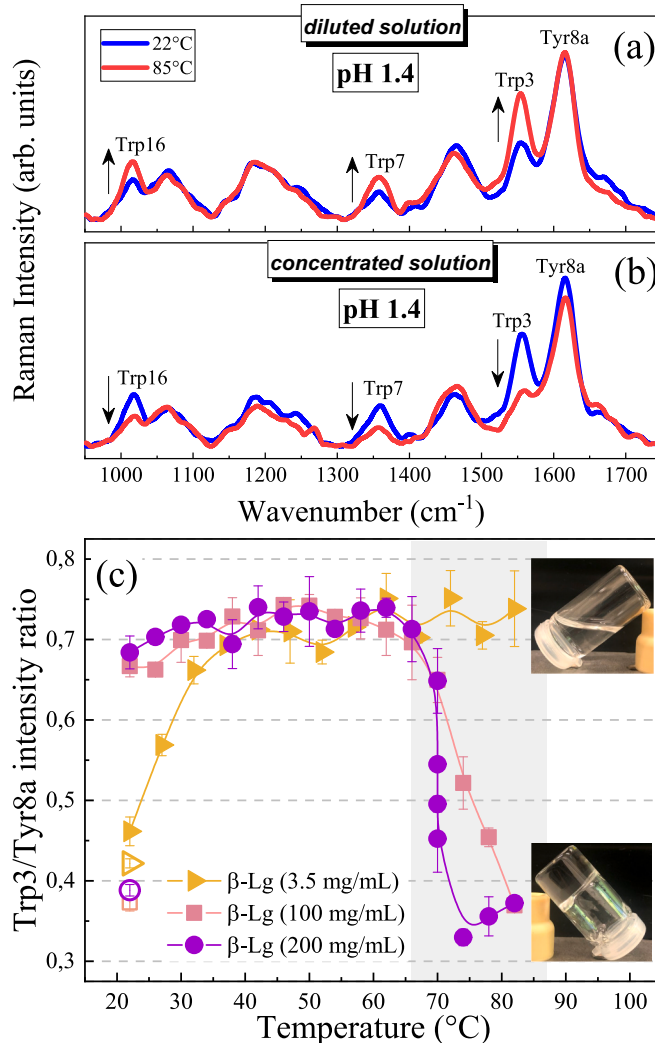 diluted solution
22°C
85°C
pH 1.4
(a)
Tyr8a
Trp3
Trp16
Trp7
Raman Intensity (arb. units)
concentrated solution
pH 1.4
(b)
Tyr8a
Trp3
Trp16
Trp7
1000 1100 1200 1300 1400 1500 1600 1700
Wavenumber (cm⁻¹)
(c)
Trp3/Tyr8a intensity ratio
0,8
0,7
0,6
0,5
0,4
0,3
β-Lg (3.5 mg/mL)
β-Lg (100 mg/mL)
β-Lg (200 mg/mL)
20 30 40 50 60 70 80 90 100
Temperature (°C)